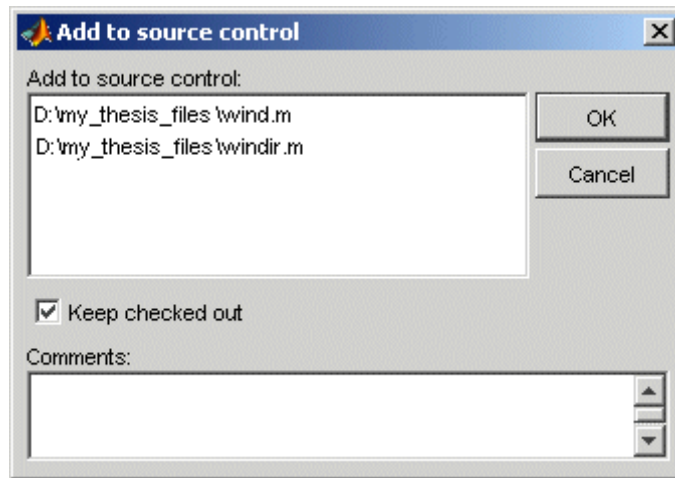 Add to source control
Add to source control:
D:\my_thesis_files \wind.m
D:\my_thesis_files \windir.m
OK
Cancel
Keep checked out
Comments: